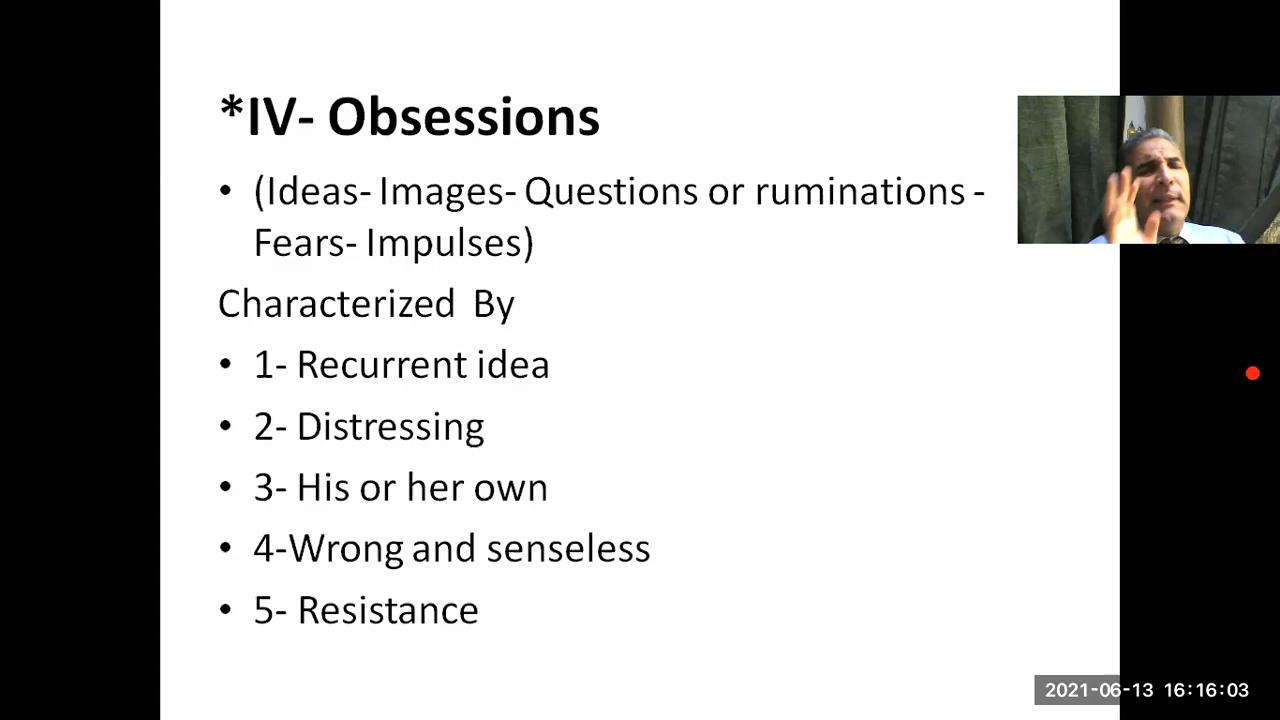 *IV- Obsessions
• (Ideas- Images- Questions or ruminations -
Fears- Impulses)
Characterized By
• 1- Recurrent idea
• 2- Distressing
• 3- His or her own
• 4-Wrong and senseless
• 5- Resistance
2021-06-13 16:16:03